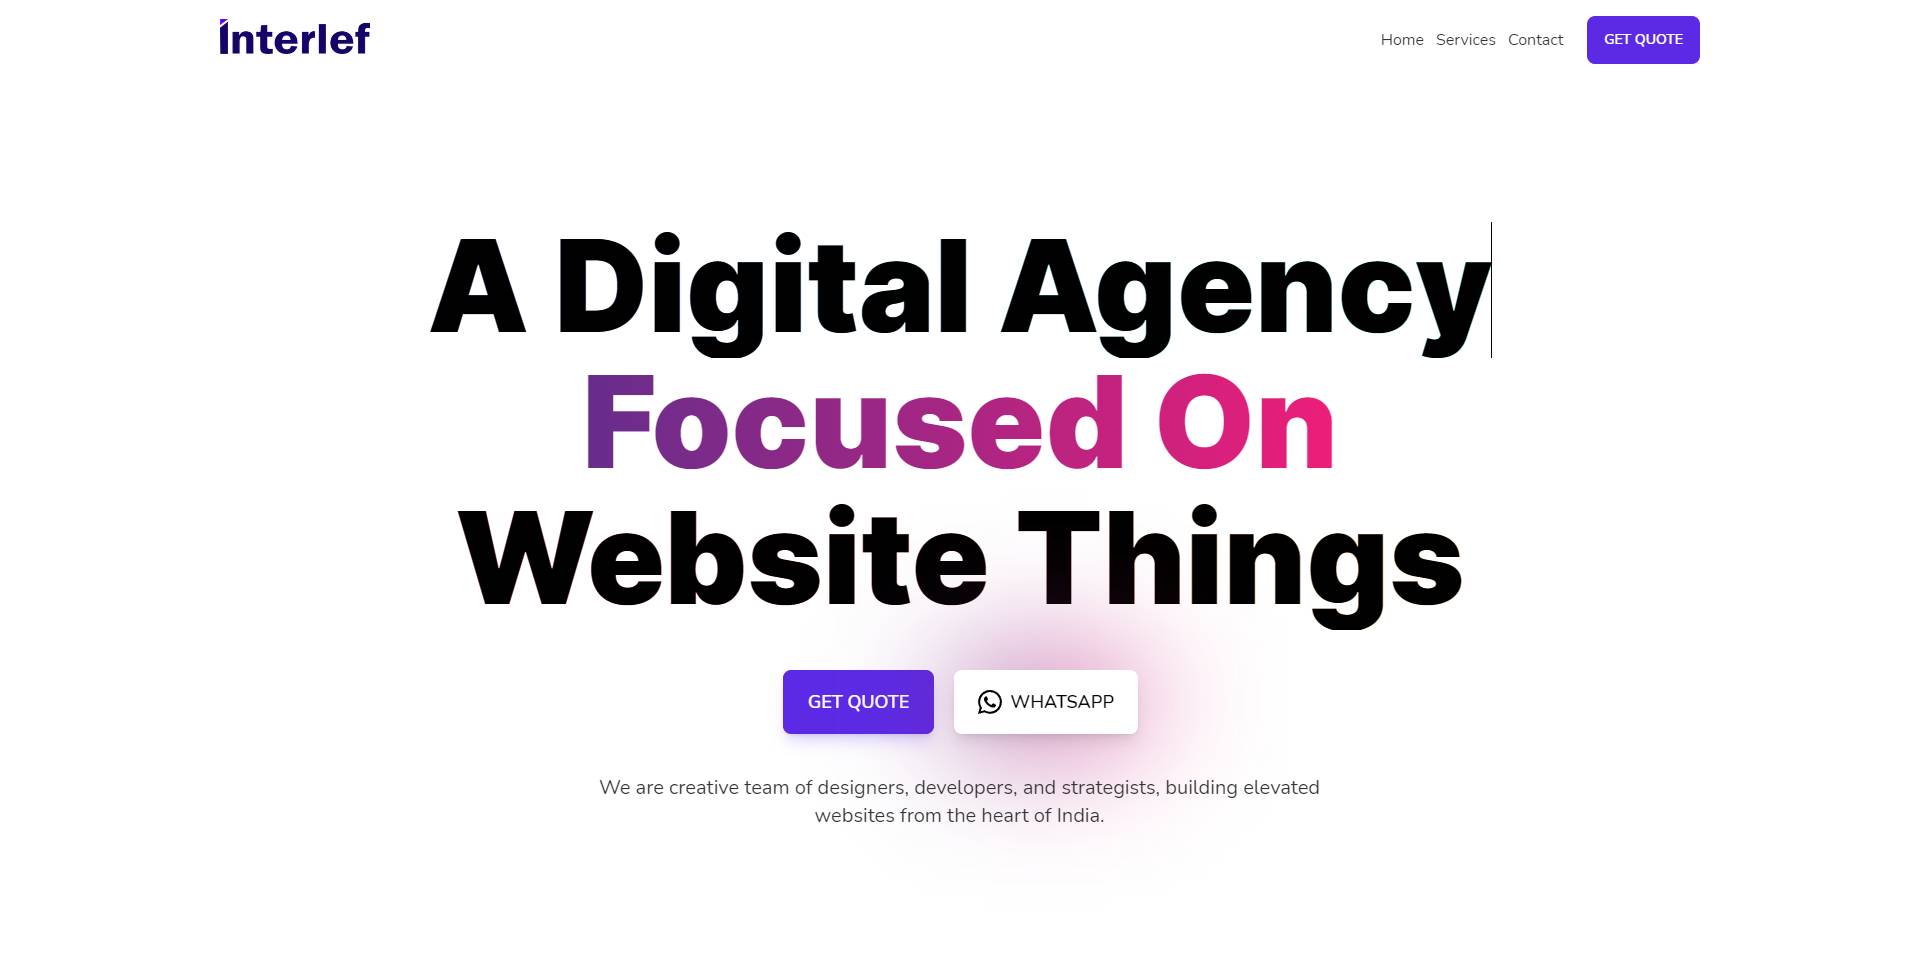 Interlef
Home Services Contact GET QUOTE
A Digital Agency
Focused On
Website Things
GET QUOTE WHATSAPP
We are creative team of designers, developers, and strategists, building elevated
websites from the heart of India.